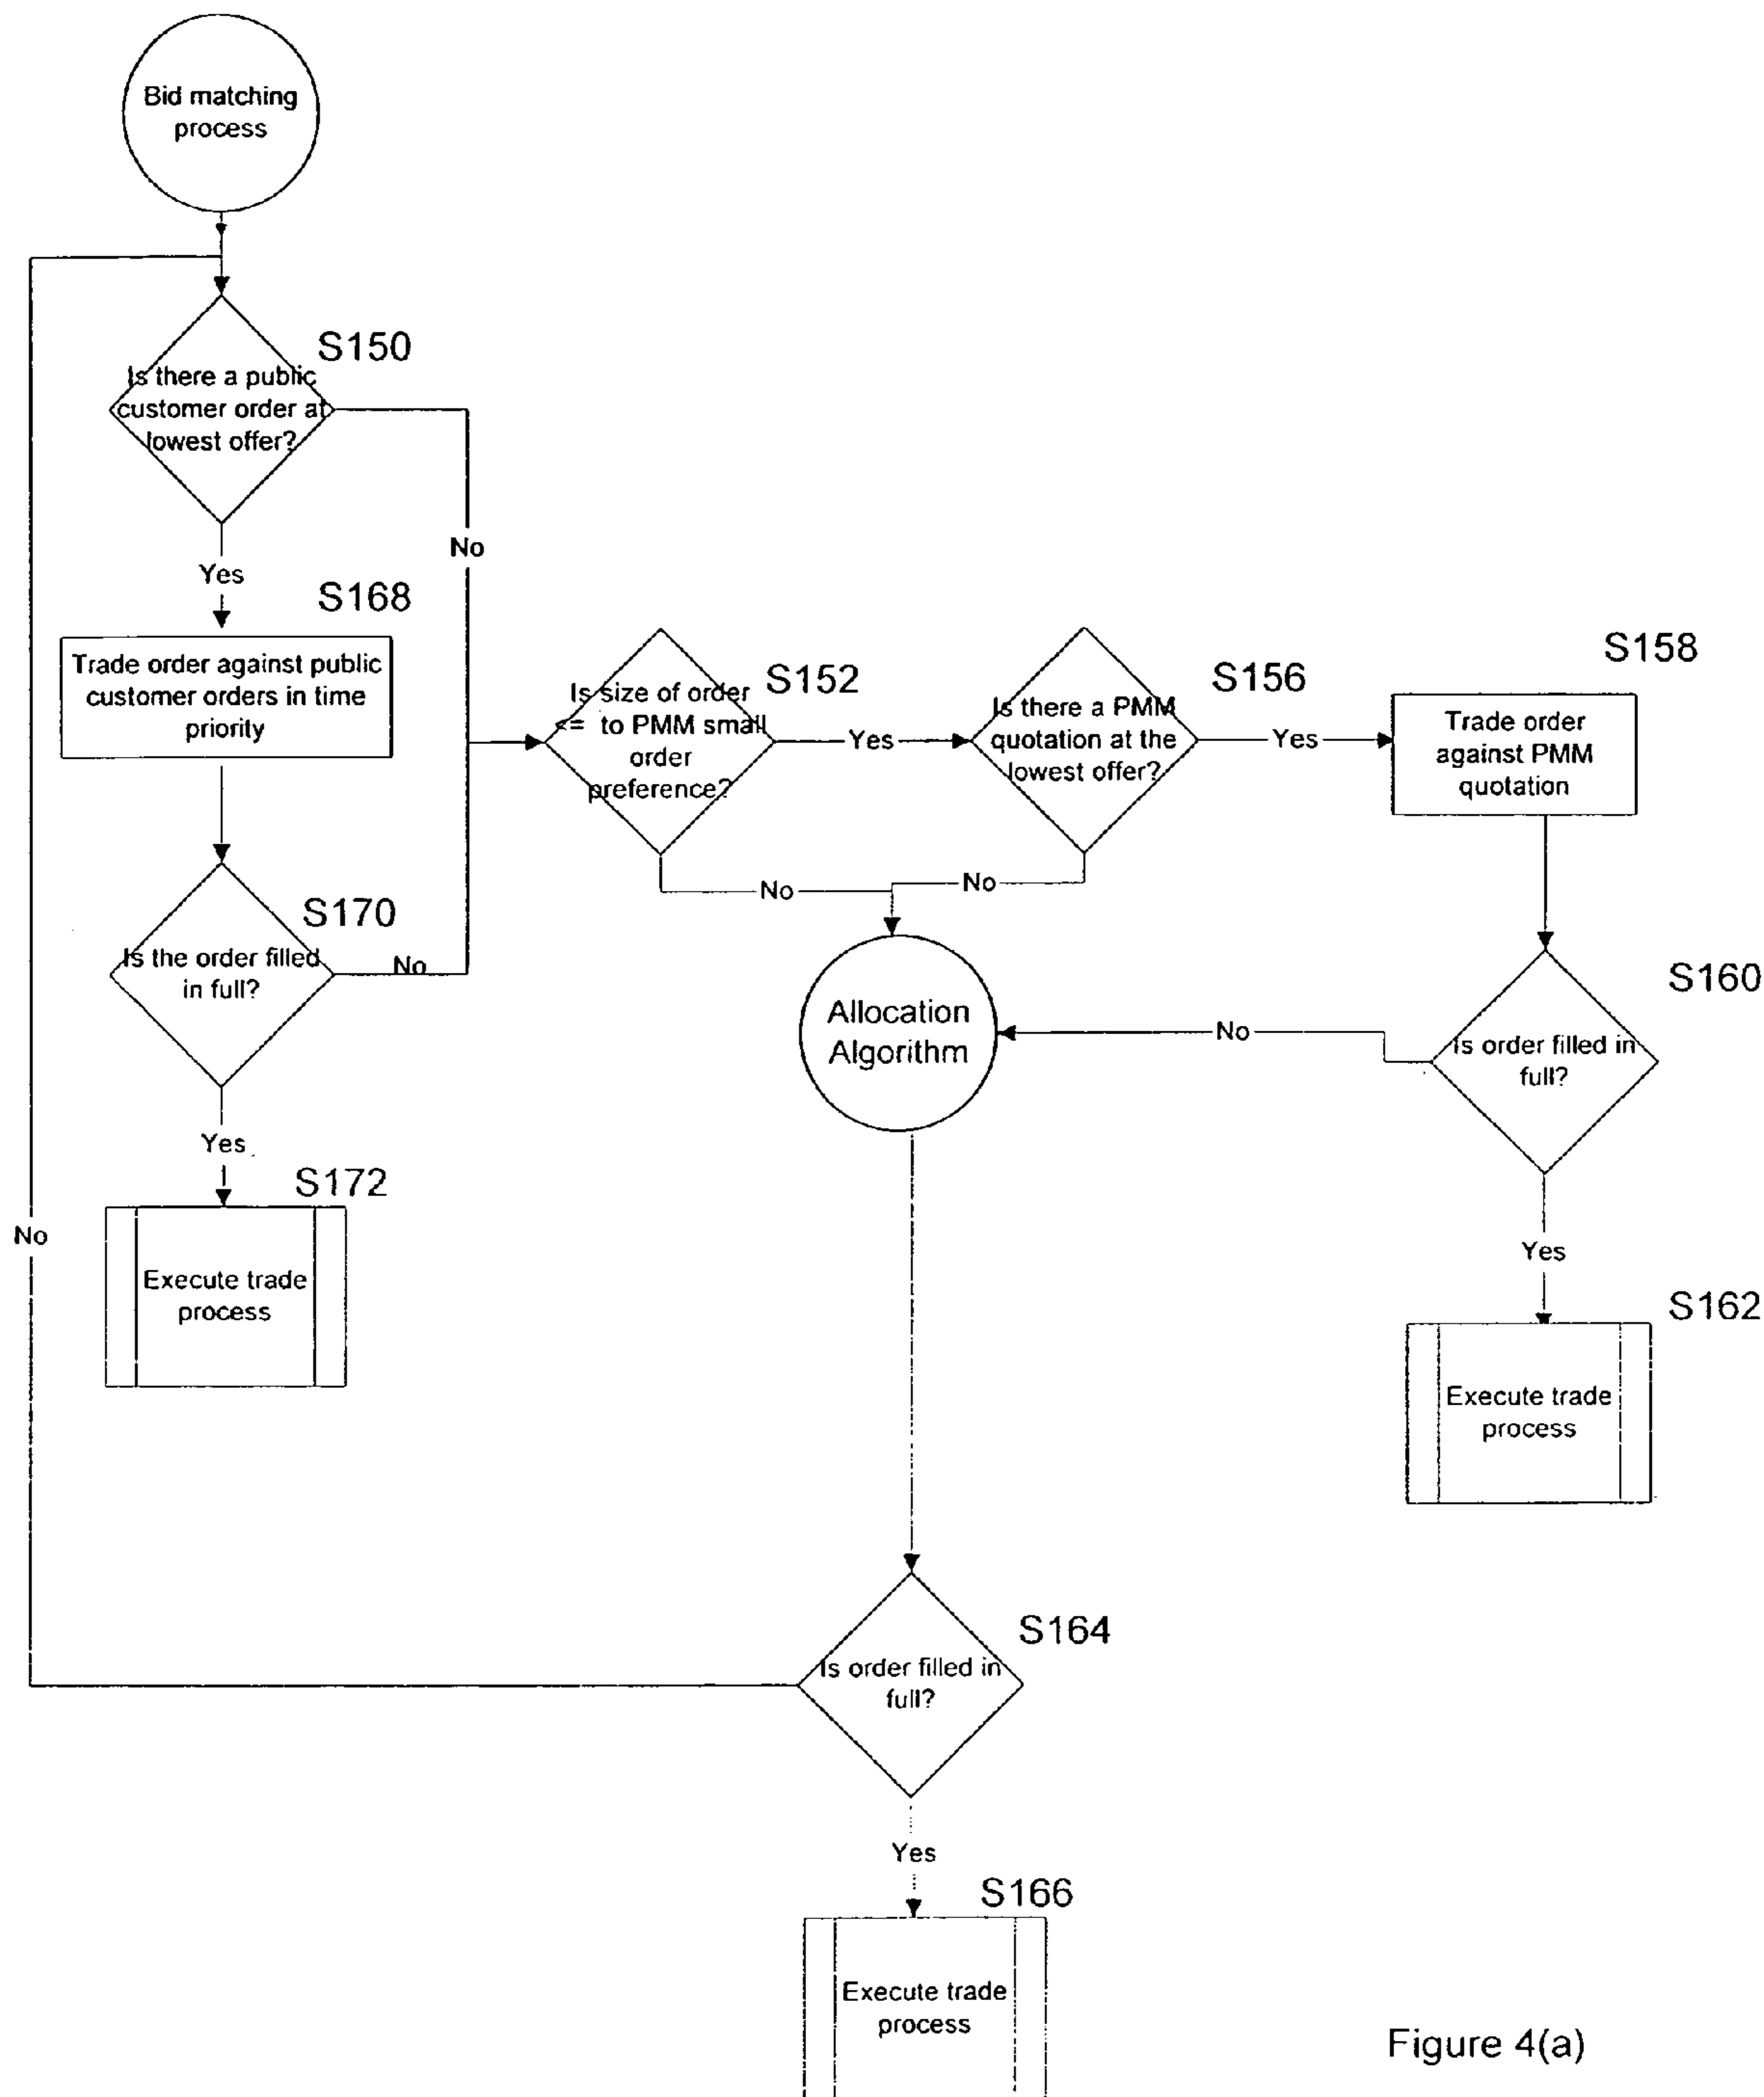 Bid matching
process
S150
Is there a public
customer order at
lowest offer?
No
Yes
S168
Trade order against public
customer orders in time
priority
S152
Is size of order
<= to PMM small
order
preference?
Yes
S156
Is there a PMM
quotation at the
lowest offer?
Yes
S158
Trade order
against PMM
quotation
No
No
S170
Is the order filled
in full?
No
Allocation
Algorithm
No
S160
Is order filled in
full?
Yes
S172
Execute trade
process
No
Yes
S162
Execute trade
process
S164
Is order filled in
full?
Yes
S166
Execute trade
process
Figure 4(a)